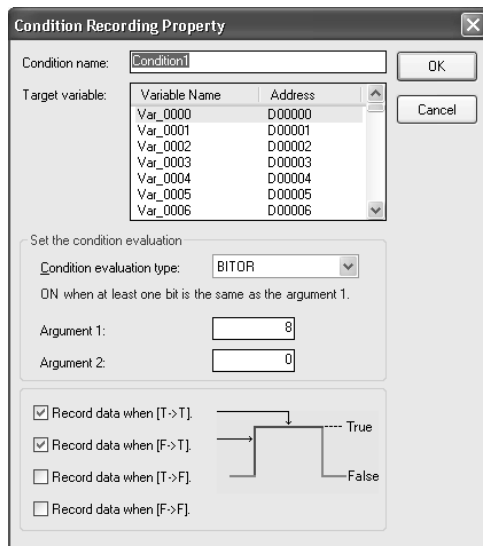 Condition Recording Property
Condition name: Condition1
OK
Target variable: Variable Name Address
Cancel
Var_0000 D00000
Var_0001 D00001
Var_0002 D00002
Var_0003 D00003
Var_0004 D00004
Var_0005 D00005
Var_0006 D00006
Set the condition evaluation
Condition evaluation type: BITOR
ON when at least one bit is the same as the argument 1.
Argument 1: 8
Argument 2: 0
Record data when [T->T].
True
Record data when [F->T].
Record data when [T->F].
False
Record data when [F->F].